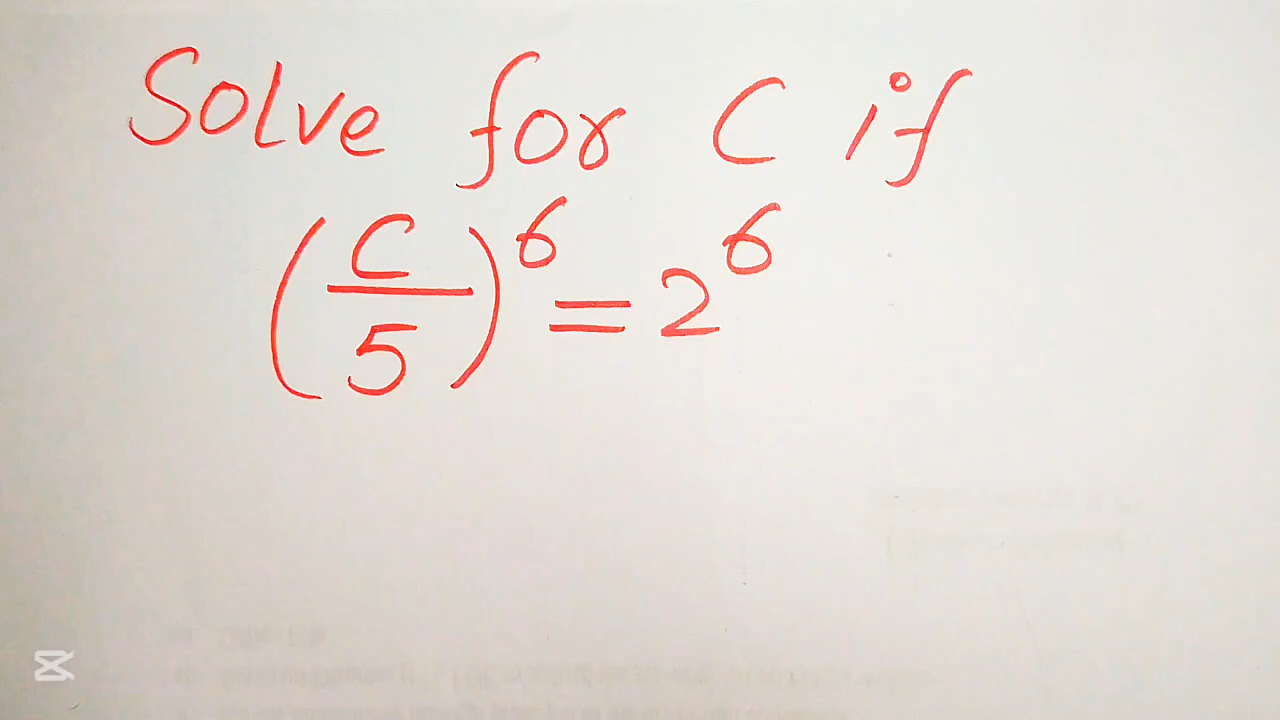 Solve for C if
(C/5)^6 = 2^6